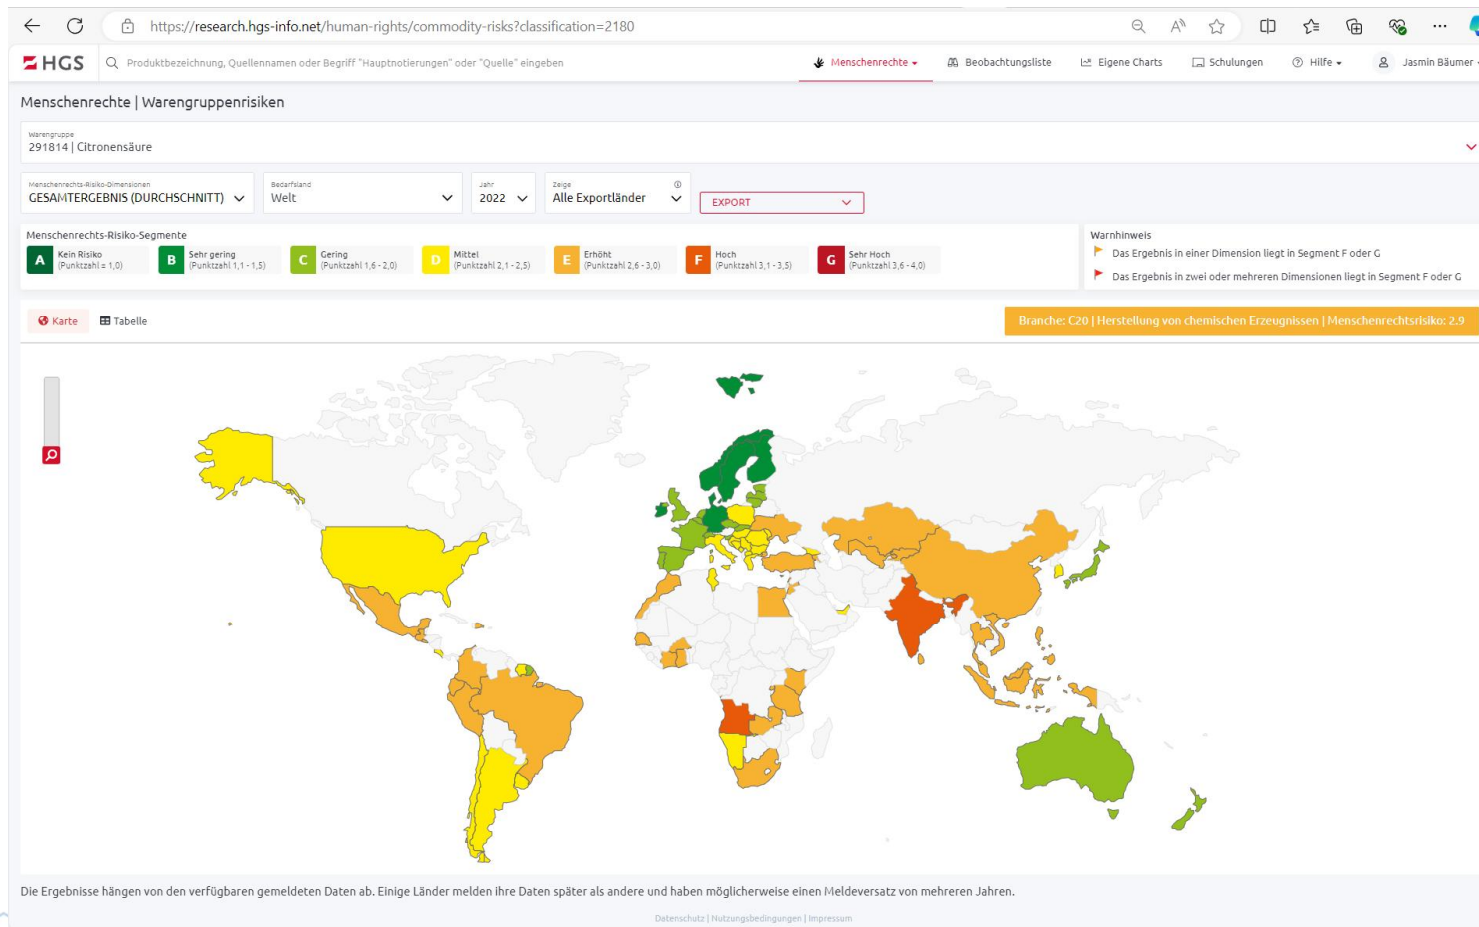 https://research.hgs-info.net/human-rights/commodity-risks?classification=2180
HGS
Produktbezeichnung, Quellennamen oder Begriff "Hauptnotierungen" oder "Quelle" eingeben
Menschenrechte
Beobachtungsliste
Eigene Charts
Schulungen
Hilfe
Jasmin Bäumer
Menschenrechte | Warengruppenrisiken
Warengruppe
291814 | Citronensäure
Menschenrechts-Risiko-Dimensionen
GESAMTERGEBNIS (DURCHSCHNITT)
Bedarfsland
Welt
Jahr
2022
Zeige
Alle Exportländer
EXPORT
Menschenrechts-Risiko-Segmente
A Kein Risiko
(Punktzahl = 1,0)
B Sehr gering
(Punktzahl 1,1 - 1,5)
C Gering
(Punktzahl 1,6 - 2,0)
D Mittel
(Punktzahl 2,1 - 2,5)
E Erhöht
(Punktzahl 2,6 - 3,0)
F Hoch
(Punktzahl 3,1 - 3,5)
G Sehr Hoch
(Punktzahl 3,6 - 4,0)
Warnhinweis
Das Ergebnis in einer Dimension liegt in Segment F oder G
Das Ergebnis in zwei oder mehreren Dimensionen liegt in Segment F oder G
Karte
Tabelle
Branche: C20 | Herstellung von chemischen Erzeugnissen | Menschenrechtsrisiko: 2.9
Die Ergebnisse hängen von den verfügbaren gemeldeten Daten ab. Einige Länder melden ihre Daten später als andere und haben möglicherweise einen Meldeversatz von mehreren Jahren.
Datenschutz | Nutzungsbedingungen | Impressum